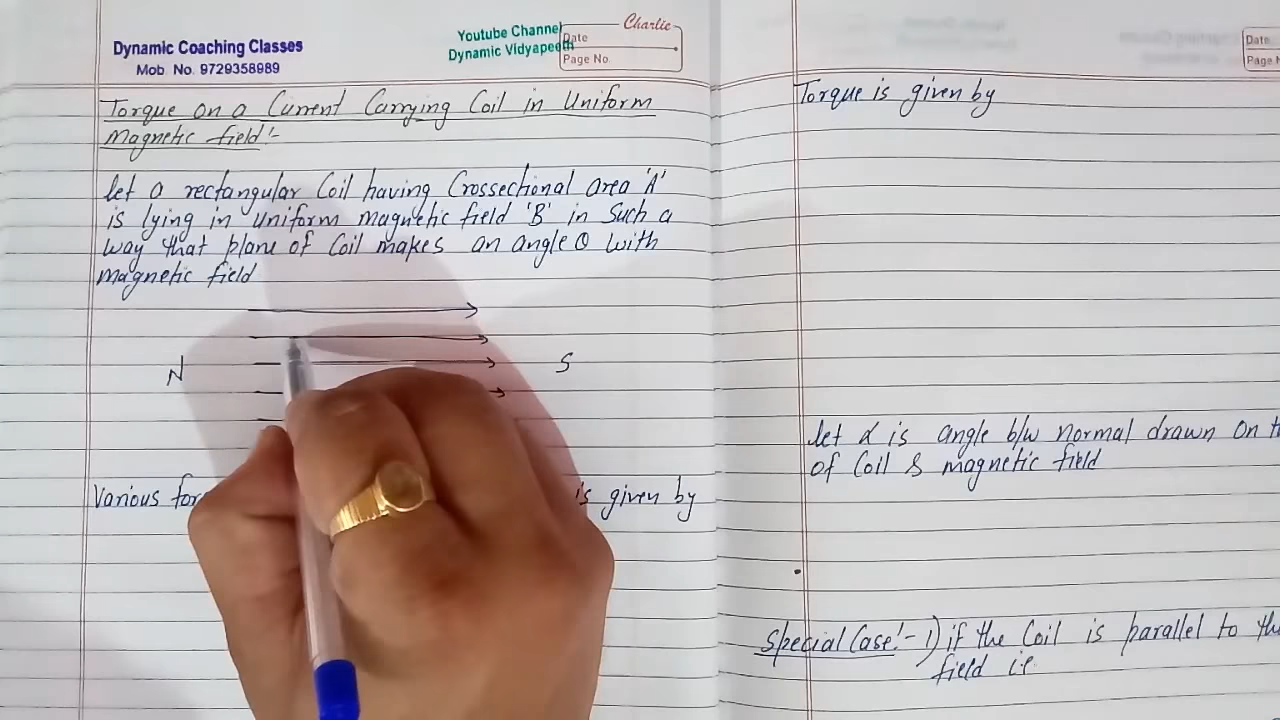 Dynamic Coaching Classes
Mob. No. 9729358989
Youtube Channel
Dynamic Vidyapeeth
Charlie
Date
Page No.
Torque on a Current Carrying Coil in Uniform
Magnetic field:-
let a rectangular Coil having Crossectional area 'A'
is lying in uniform magnetic field 'B' in Such a
way that plane of Coil makes an angle θ with
magnetic field
N S
Various for
is given by
Date:
Page
Torque is given by
let α is angle b/w normal drawn on
of Coil & magnetic field
Special Case:- 1) if the Coil is parallel to
field ie